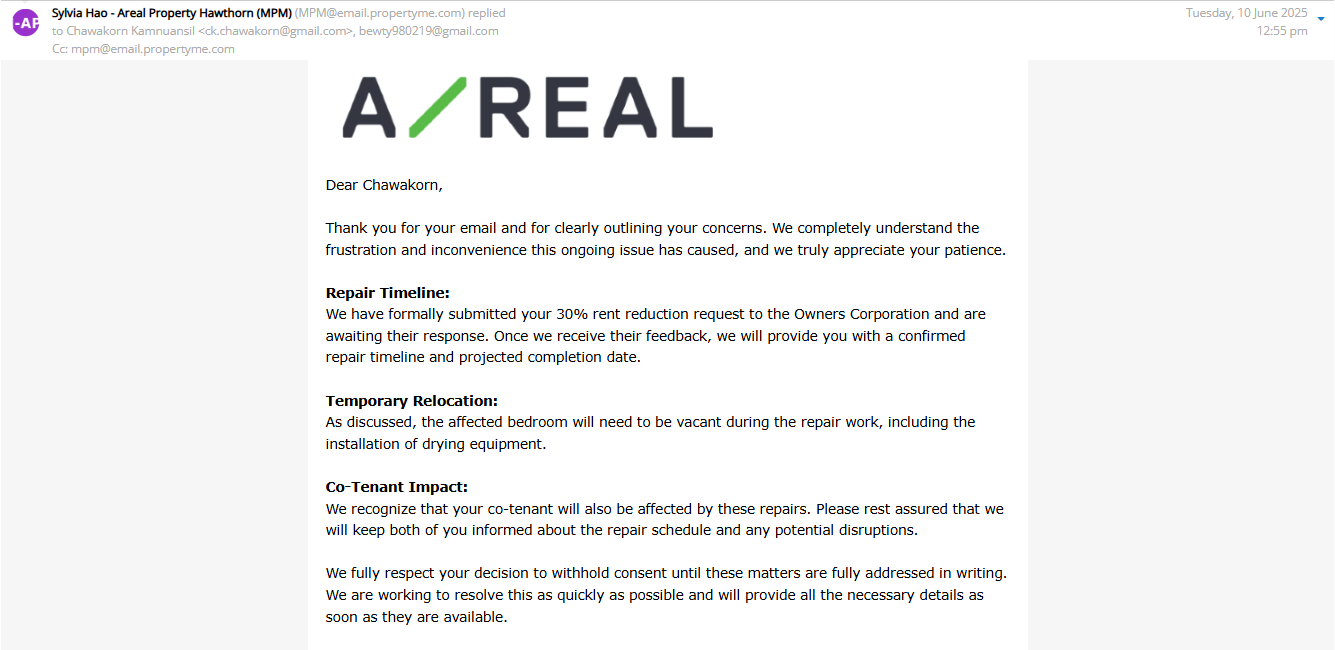 -AP
Sylvia Hao - Areal Property Hawthorn (MPM) (MPM@email.propertyme.com) replied
to Chawakorn Kamnuansil <ck.chawakorn@gmail.com>, bewty980219@gmail.com
Cc: mpm@email.propertyme.com
Tuesday, 10 June 2025
12:55 pm
A/REAL
Dear Chawakorn,
Thank you for your email and for clearly outlining your concerns. We completely understand the
frustration and inconvenience this ongoing issue has caused, and we truly appreciate your patience.
Repair Timeline:
We have formally submitted your 30% rent reduction request to the Owners Corporation and are
awaiting their response. Once we receive their feedback, we will provide you with a confirmed
repair timeline and projected completion date.
Temporary Relocation:
As discussed, the affected bedroom will need to be vacant during the repair work, including the
installation of drying equipment.
Co-Tenant Impact:
We recognize that your co-tenant will also be affected by these repairs. Please rest assured that we
will keep both of you informed about the repair schedule and any potential disruptions.
We fully respect your decision to withhold consent until these matters are fully addressed in writing.
We are working to resolve this as quickly as possible and will provide all the necessary details as
soon as they are available.